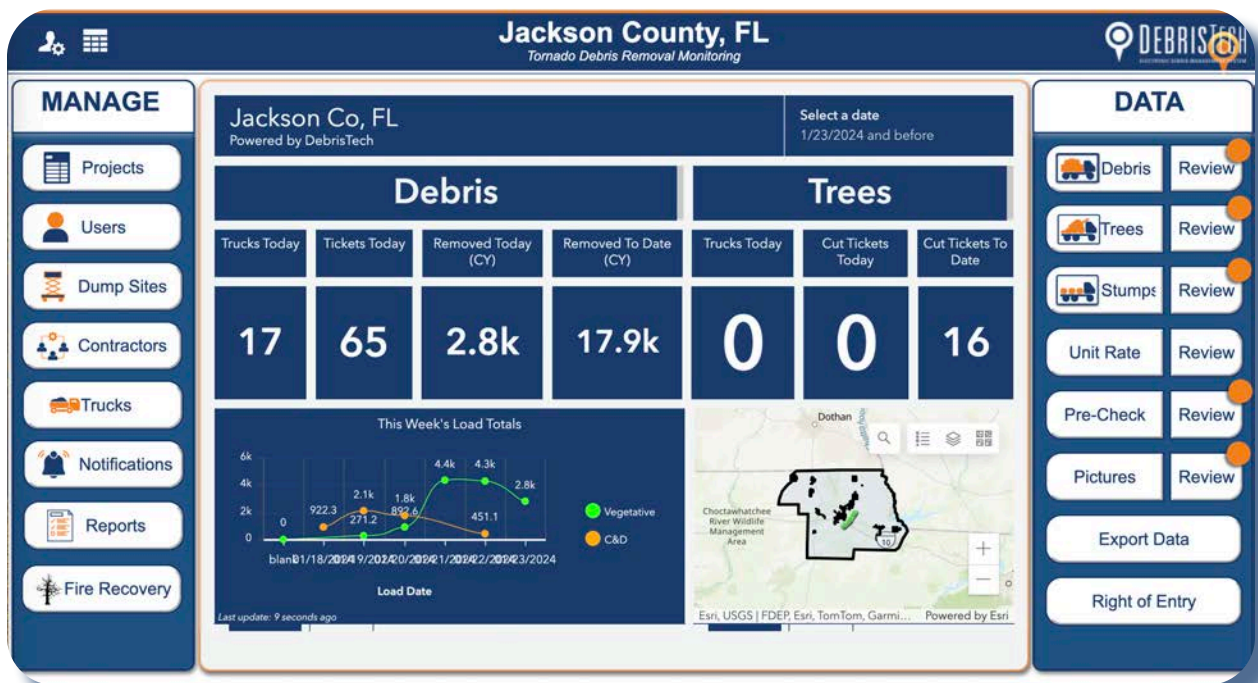 Jackson County, FL
Tornado Debris Removal Monitoring
DEBRISTECH
MANAGE
Projects
Users
Dump Sites
Contractors
Trucks
Notifications
Reports
Fire Recovery
Jackson Co, FL
Powered by DebrisTech
Select a date
1/23/2024 and before
Debris
Trees
Trucks Today
Tickets Today
Removed Today
(CY)
Removed To Date
(CY)
Trucks Today
Cut Tickets
Today
Cut Tickets To
Date
17
65
2.8k
17.9k
0
0
16
This Week's Load Totals
6k
4k
2k
0
0
922.3
2.1k
271.2
1.8k
892.6
4.4k
4.3k
451.1
2.8k
Vegetative
C&D
Load Date
Last update: 9 seconds ago
Dothan
Choctawhatchee
River Wildlife
Management
Area
10
Esri, USGS | FDEP, Esri, TomTom, Garmi... Powered by Esri
DATA
Debris Review
Trees Review
Stumps Review
Unit Rate Review
Pre-Check Review
Pictures Review
Export Data
Right of Entry